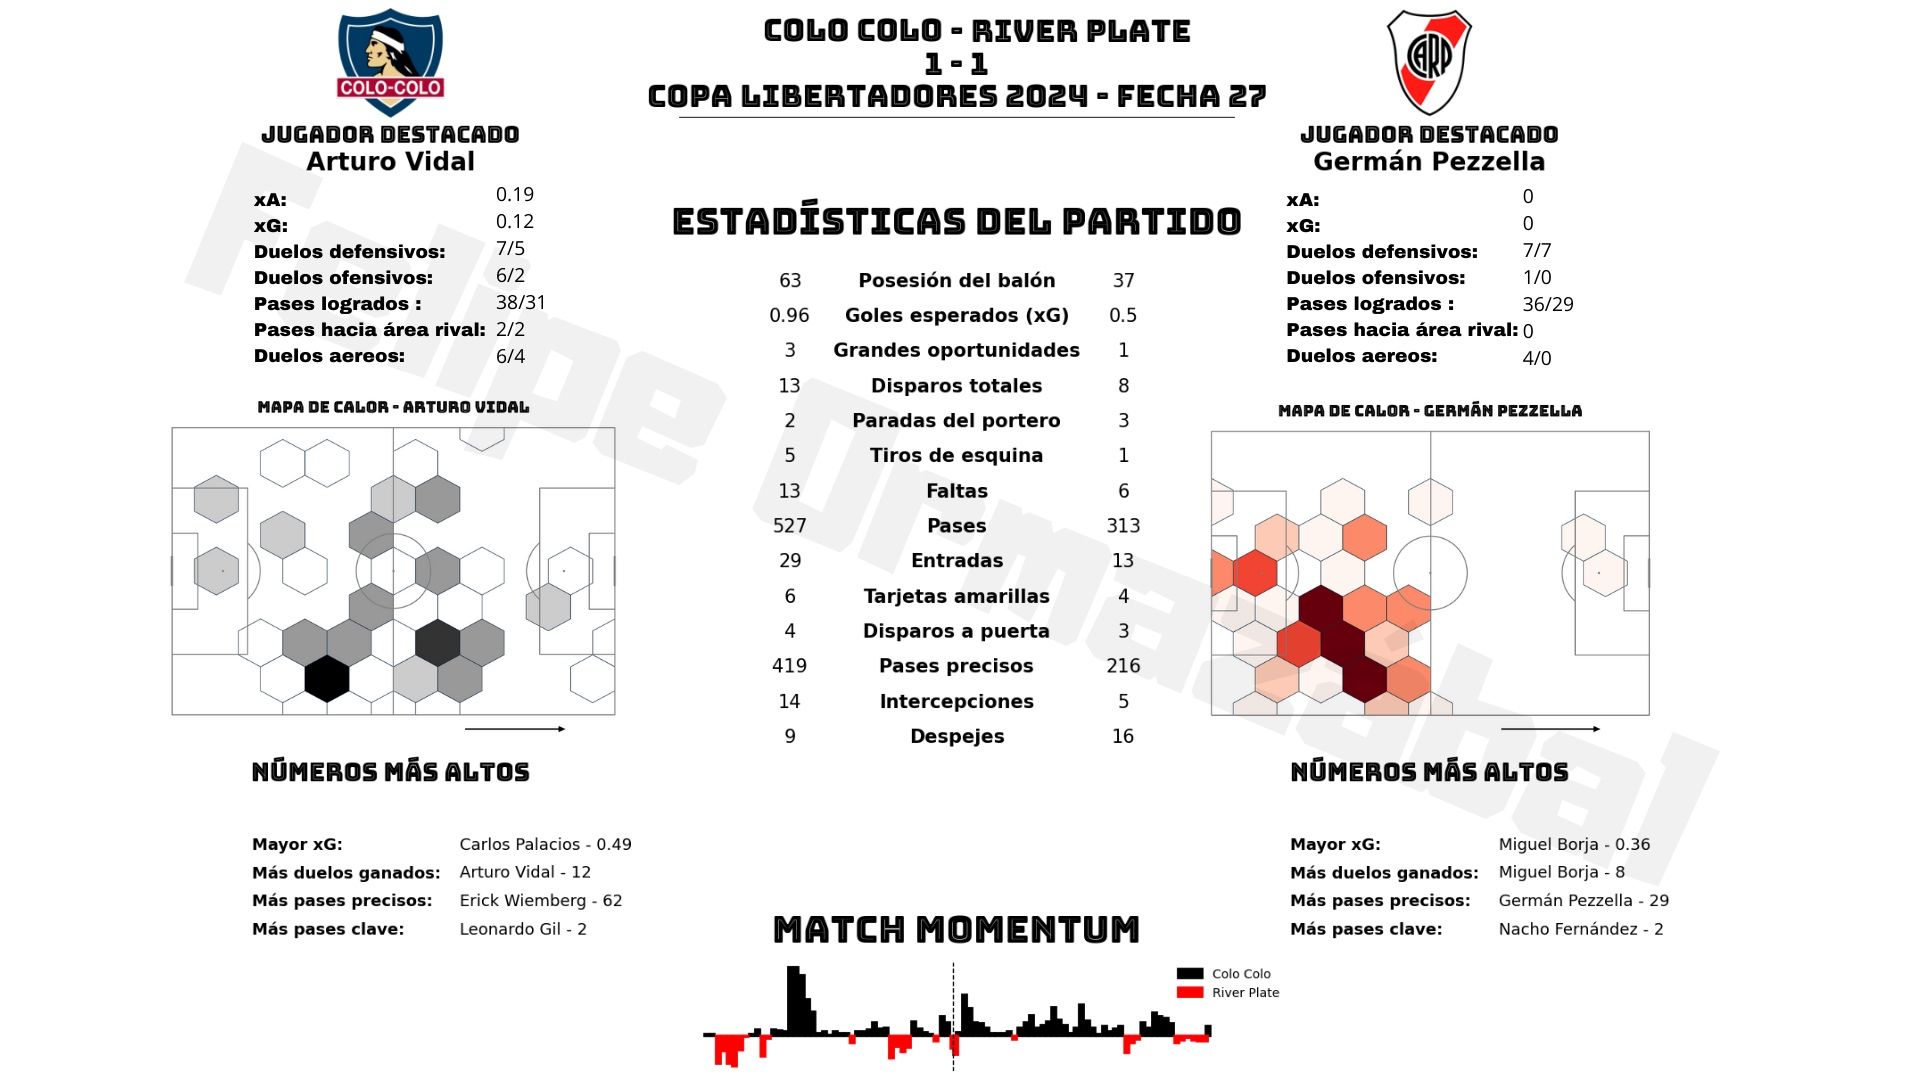 COLO COLO - RIVER PLATE
1 - 1
COPA LIBERTADORES 2024 - FECHA 27
COLO-COLO
CARP
JUGADOR DESTACADO
Arturo Vidal
xA: 0.19
xG: 0.12
Duelos defensivos: 7/5
Duelos ofensivos: 6/2
Pases logrados : 38/31
Pases hacia área rival: 2/2
Duelos aereos: 6/4
MAPA DE CALOR - ARTURO VIDAL
NÚMEROS MÁS ALTOS
Mayor xG: Carlos Palacios - 0.49
Más duelos ganados: Arturo Vidal - 12
Más pases precisos: Erick Wiemberg - 62
Más pases clave: Leonardo Gil - 2
ESTADÍSTICAS DEL PARTIDO
63 Posesión del balón 37
0.96 Goles esperados (xG) 0.5
3 Grandes oportunidades 1
13 Disparos totales 8
2 Paradas del portero 3
5 Tiros de esquina 1
13 Faltas 6
527 Pases 313
29 Entradas 13
6 Tarjetas amarillas 4
4 Disparos a puerta 3
419 Pases precisos 216
14 Intercepciones 5
9 Despejes 16
MATCH MOMENTUM
Colo Colo
River Plate
JUGADOR DESTACADO
Germán Pezzella
xA: 0
xG: 0
Duelos defensivos: 7/7
Duelos ofensivos: 1/0
Pases logrados : 36/29
Pases hacia área rival: 0
Duelos aereos: 4/0
MAPA DE CALOR - GERMÁN PEZZELLA
NÚMEROS MÁS ALTOS
Mayor xG: Miguel Borja - 0.36
Más duelos ganados: Miguel Borja - 8
Más pases precisos: Germán Pezzella - 29
Más pases clave: Nacho Fernández - 2
Felipe Ormazábal